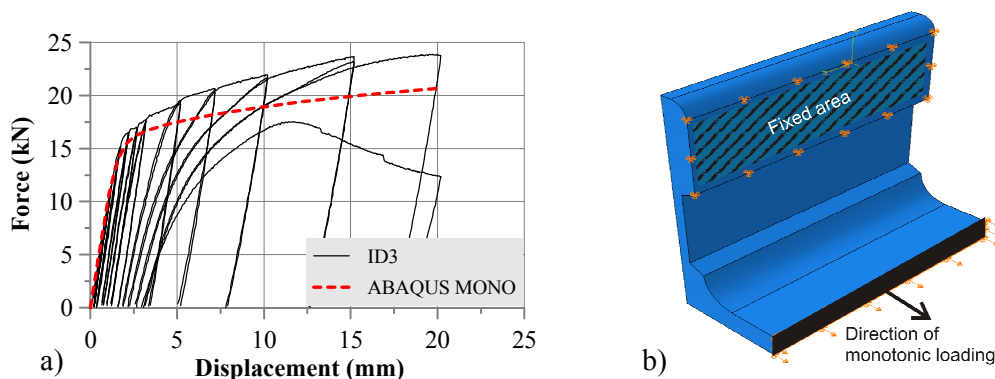 25
20
15
10
5
0
Force (kN)
ID3
ABAQUS MONO
0 5 10 15 20 25
a) Displacement (mm)
Fixed area
Direction of
monotonic loading
b)